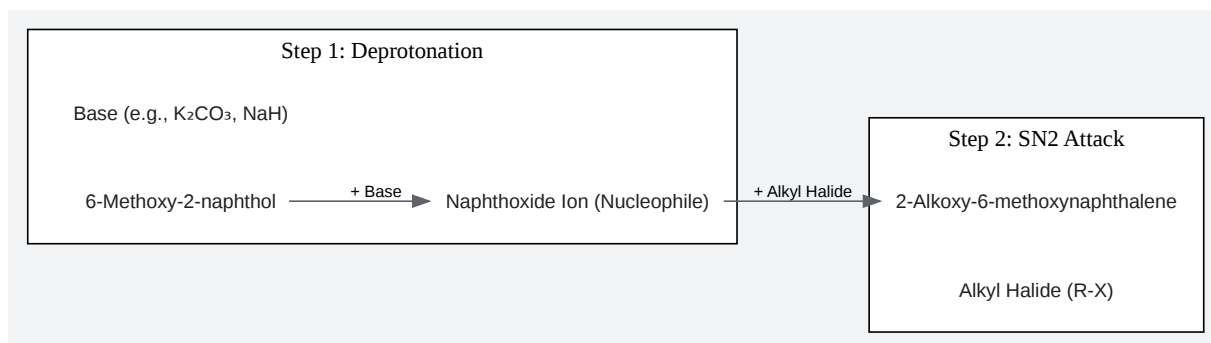 Step 1: Deprotonation
Base (e.g., K₂CO₃, NaH)
6-Methoxy-2-naphthol
+ Base
Naphthoxide Ion (Nucleophile)
+ Alkyl Halide
Step 2: SN2 Attack
2-Alkoxy-6-methoxynaphthalene
Alkyl Halide (R-X)